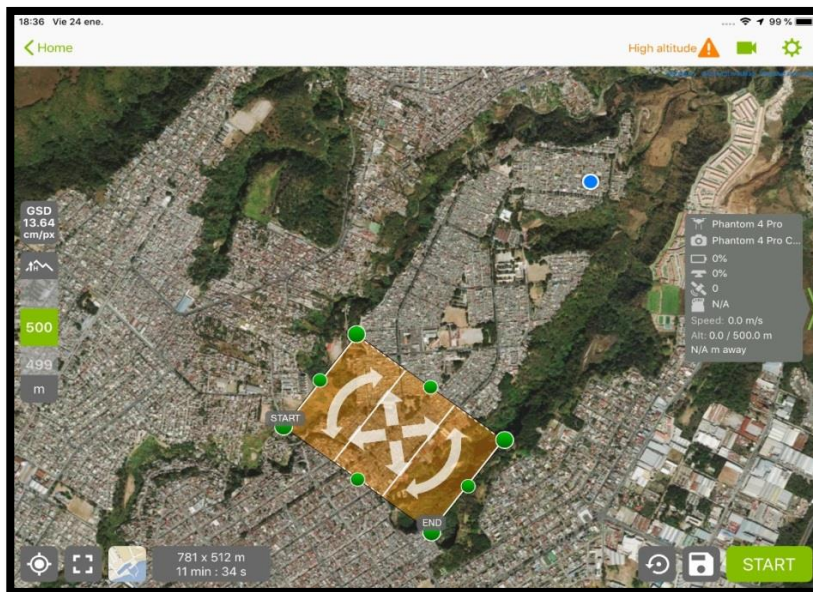 18:36 Vie 24 ene.
99 %
Home
High altitude
GSD
13.64
cm/px
500
499
m
Phantom 4 Pro
Phantom 4 Pro C...
0%
0%
0
N/A
Speed: 0.0 m/s
Alt: 0.0 / 500.0 m
N/A m away
START
END
781 x 512 m
11 min : 34 s
START